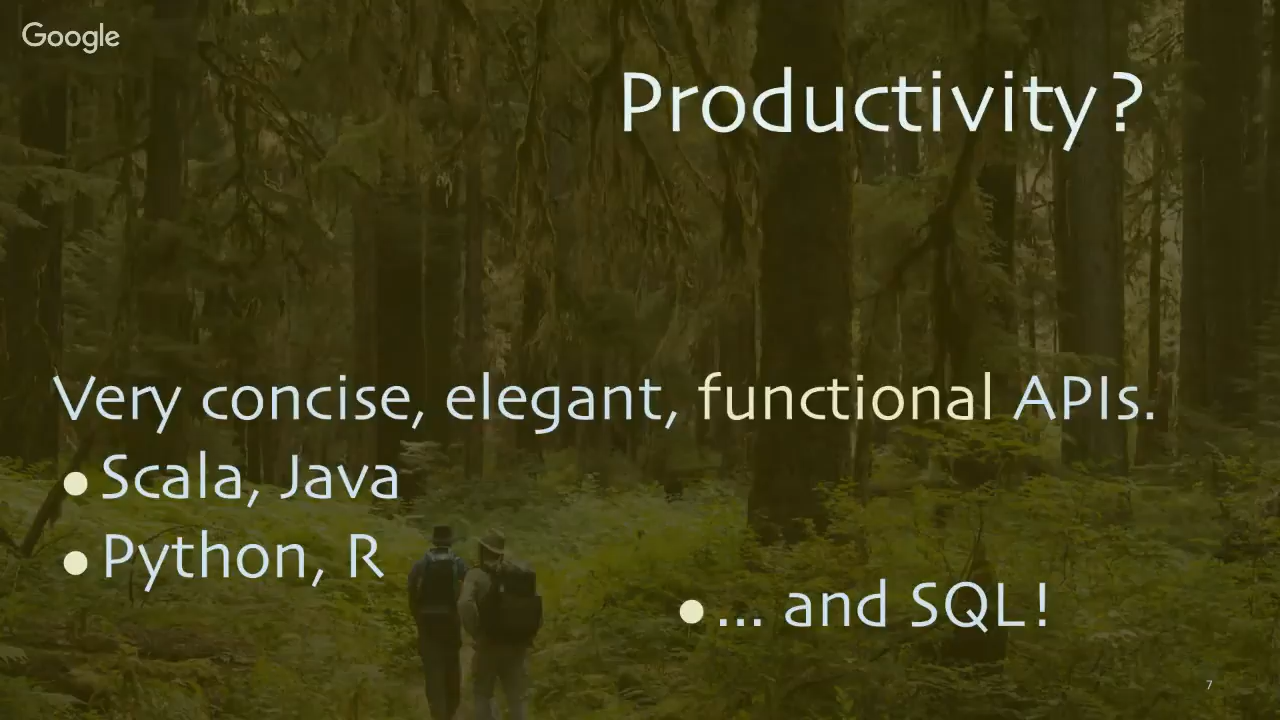 Google
Productivity?
Very concise, elegant, functional APIs.
● Scala, Java
● Python, R
● ... and SQL!
7